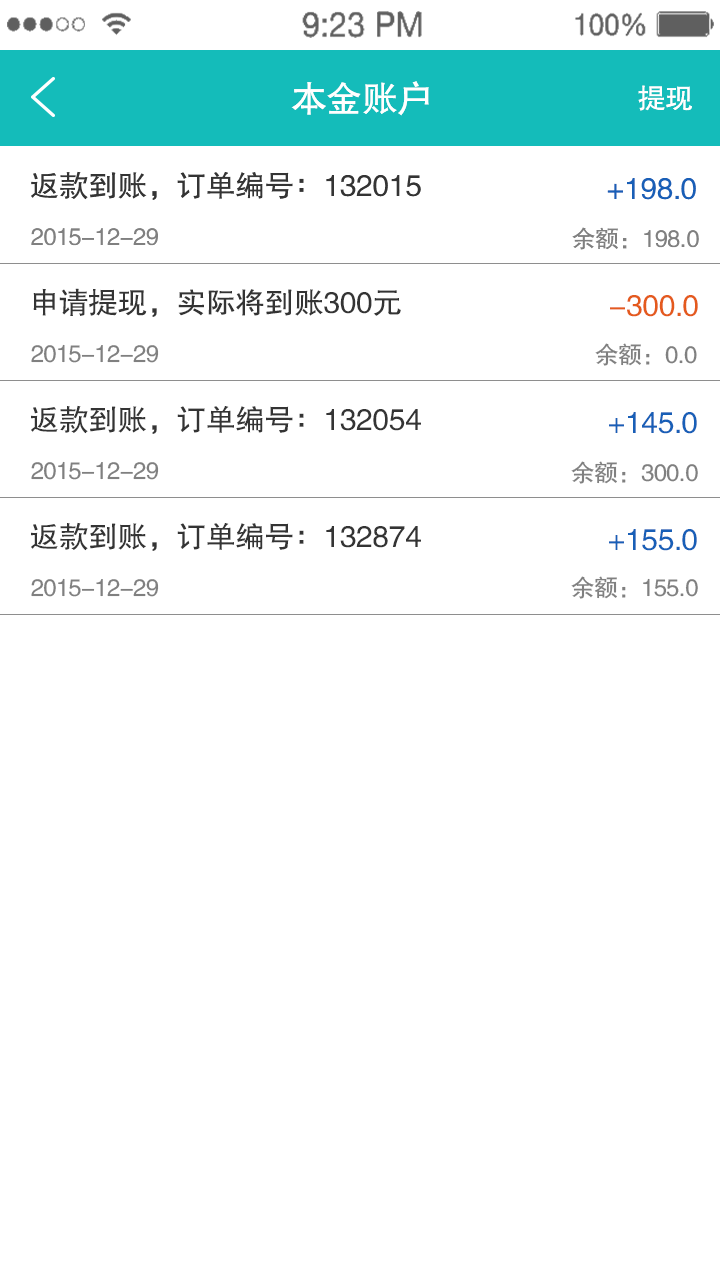 9:23 PM 100%
本金账户 提现
返款到账，订单编号：132015 +198.0
2015-12-29 余额：198.0
申请提现，实际将到账300元 -300.0
2015-12-29 余额：0.0
返款到账，订单编号：132054 +145.0
2015-12-29 余额：300.0
返款到账，订单编号：132874 +155.0
2015-12-29 余额：155.0